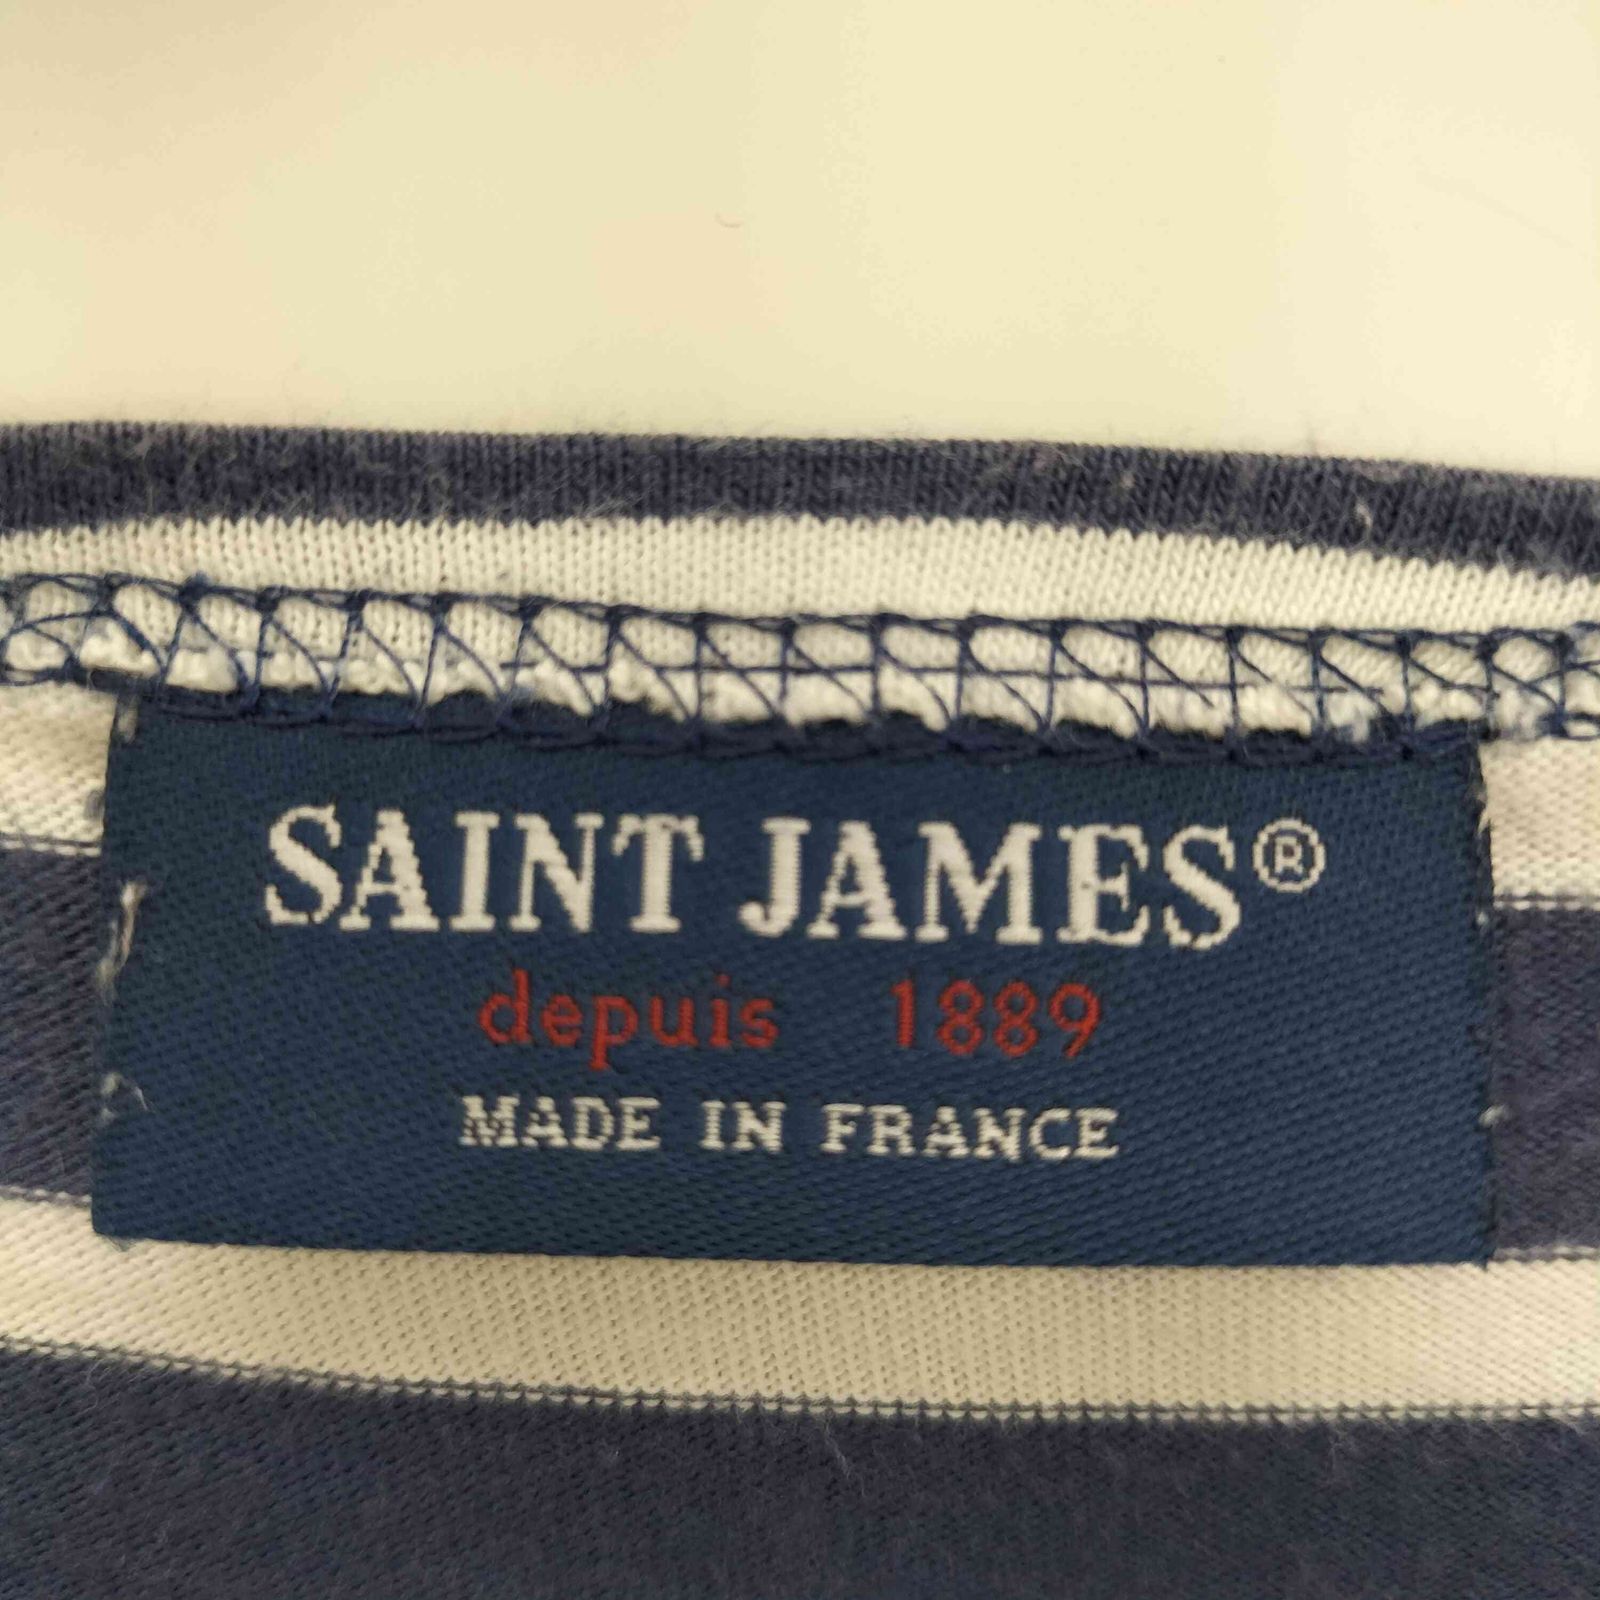 SAINT JAMES®
depuis 1889
MADE IN FRANCE